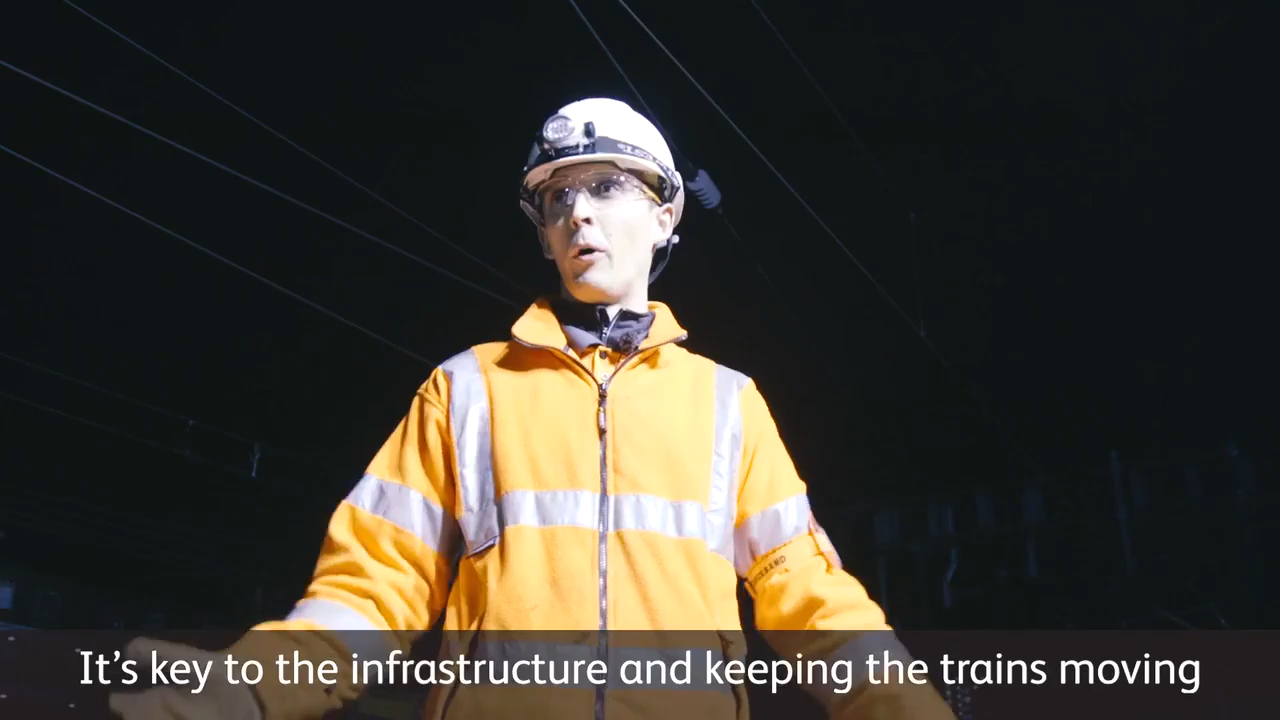 It’s key to the infrastructure and keeping the trains moving